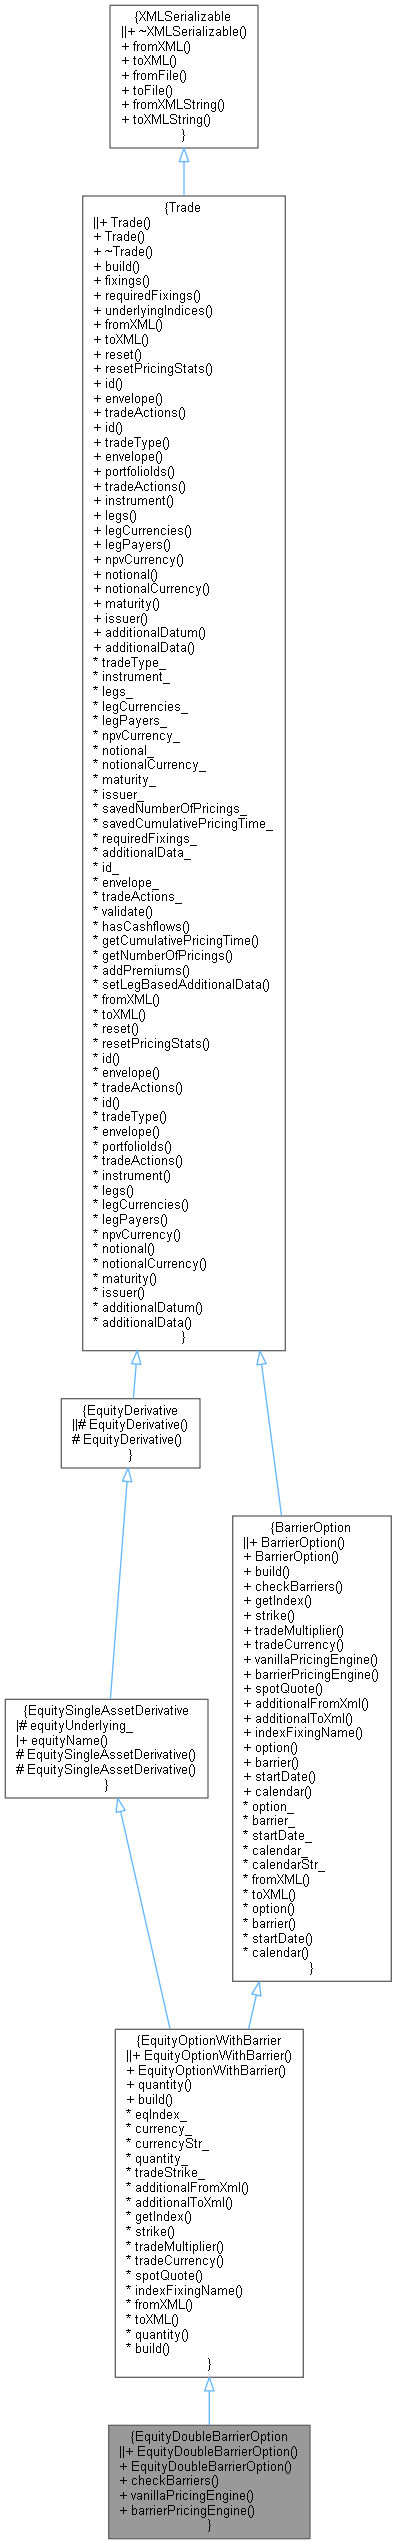 {XMLSerializable
||+ ~XMLSerializable()
+ fromXML()
+ toXML()
+ fromFile()
+ toFile()
+ fromXMLString()
+ toXMLString()
}
{Trade
||+ Trade()
+ Trade()
+ ~Trade()
+ build()
+ fixings()
+ requiredFixings()
+ underlyingIndices()
+ fromXML()
+ toXML()
+ reset()
+ resetPricingStats()
+ id()
+ envelope()
+ tradeActions()
+ id()
+ tradeType()
+ envelope()
+ portfolioIds()
+ tradeActions()
+ instrument()
+ legs()
+ legCurrencies()
+ legPayers()
+ npvCurrency()
+ notional()
+ notionalCurrency()
+ maturity()
+ issuer()
+ additionalDatum()
+ additionalData()
* tradeType_
* instrument_
* legs_
* legCurrencies_
* legPayers_
* npvCurrency_
* notional_
* notionalCurrency_
* maturity_
* issuer_
* savedNumberOfPricings_
* savedCumulativePricingTime_
* requiredFixings_
* additionalData_
* id_
* envelope_
* tradeActions_
* validate()
* hasCashflows()
* getCumulativePricingTime()
* getNumberOfPricings()
* addPremiums()
* setLegBasedAdditionalData()
* fromXML()
* toXML()
* reset()
* resetPricingStats()
* id()
* envelope()
* tradeActions()
* id()
* tradeType()
* envelope()
* portfolioIds()
* tradeActions()
* instrument()
* legs()
* legCurrencies()
* legPayers()
* npvCurrency()
* notional()
* notionalCurrency()
* maturity()
* issuer()
* additionalDatum()
* additionalData()
}
{EquityDerivative
||# EquityDerivative()
# EquityDerivative()
}
{BarrierOption
||+ BarrierOption()
+ BarrierOption()
+ build()
+ checkBarriers()
+ getIndex()
+ strike()
+ tradeMultiplier()
+ tradeCurrency()
+ vanillaPricingEngine()
+ barrierPricingEngine()
+ spotQuote()
+ additionalFromXml()
+ additionalToXml()
+ indexFixingName()
+ option()
+ barrier()
+ startDate()
+ calendar()
* option_
* barrier_
* startDate_
* calendar_
* calendarStr_
* fromXML()
* toXML()
* option()
* barrier()
* startDate()
* calendar()
}
{EquitySingleAssetDerivative
|# equityUnderlying_
|+ equityName()
# EquitySingleAssetDerivative()
# EquitySingleAssetDerivative()
}
{EquityOptionWithBarrier
||+ EquityOptionWithBarrier()
+ EquityOptionWithBarrier()
+ quantity()
+ build()
* eqIndex_
* currency_
* currencyStr_
* quantity_
* tradeStrike_
* additionalFromXml()
* additionalToXml()
* getIndex()
* strike()
* tradeMultiplier()
* tradeCurrency()
* spotQuote()
* indexFixingName()
* fromXML()
* toXML()
* quantity()
* build()
}
{EquityDoubleBarrierOption
||+ EquityDoubleBarrierOption()
+ EquityDoubleBarrierOption()
+ checkBarriers()
+ vanillaPricingEngine()
+ barrierPricingEngine()
}